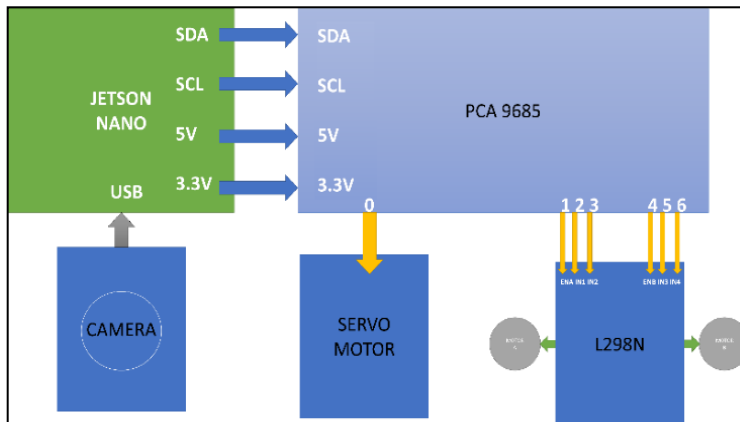 JETSON
NANO
SDA
SCL
5V
3.3V
USB
SDA
SCL
5V
3.3V
PCA 9685
0
1 2 3
4 5 6
CAMERA
SERVO
MOTOR
ENA IN1 IN2
ENB IN3 IN4
L298N